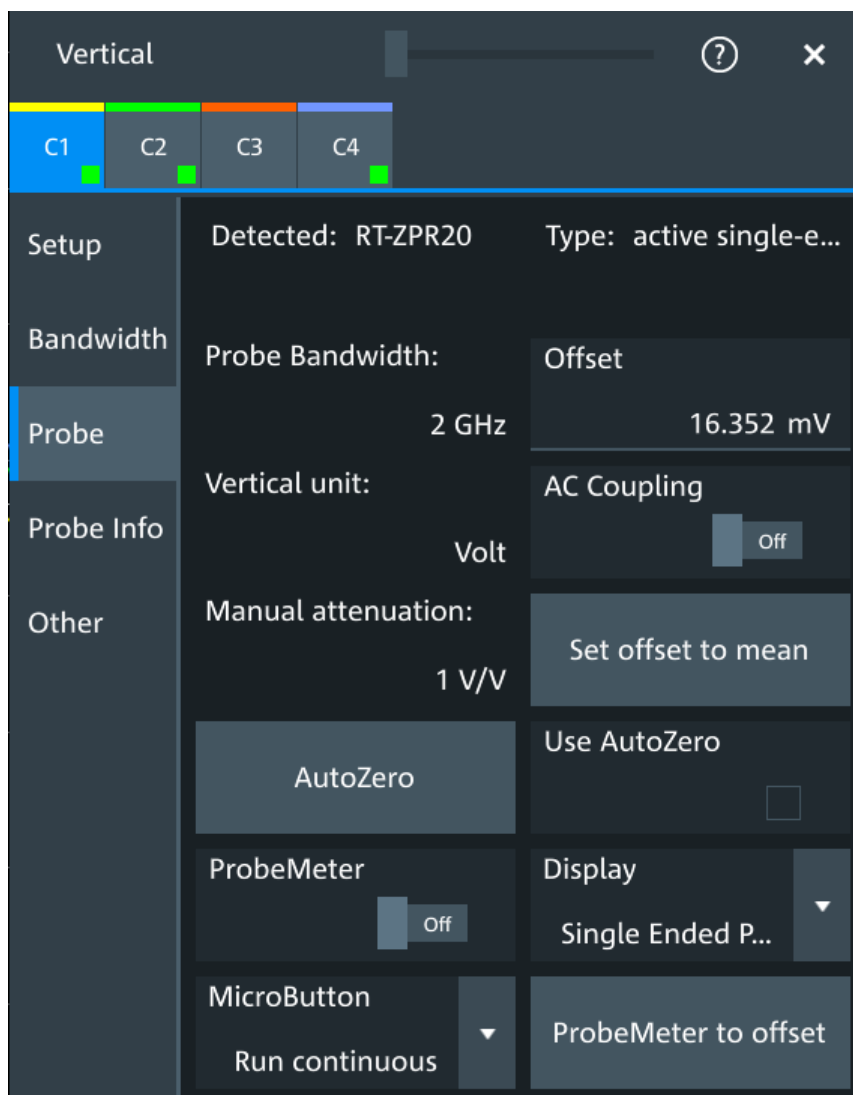 Vertical
?
C1 C2 C3 C4
Setup
Bandwidth
Probe
Probe Info
Other
Detected: RT-ZPR20 Type: active single-e...
Probe Bandwidth:
2 GHz
Offset
16.352 mV
Vertical unit:
Volt
AC Coupling
Off
Manual attenuation:
1 V/V
Set offset to mean
AutoZero
Use AutoZero
ProbeMeter
Off
Display
Single Ended P...
MicroButton
Run continuous
ProbeMeter to offset